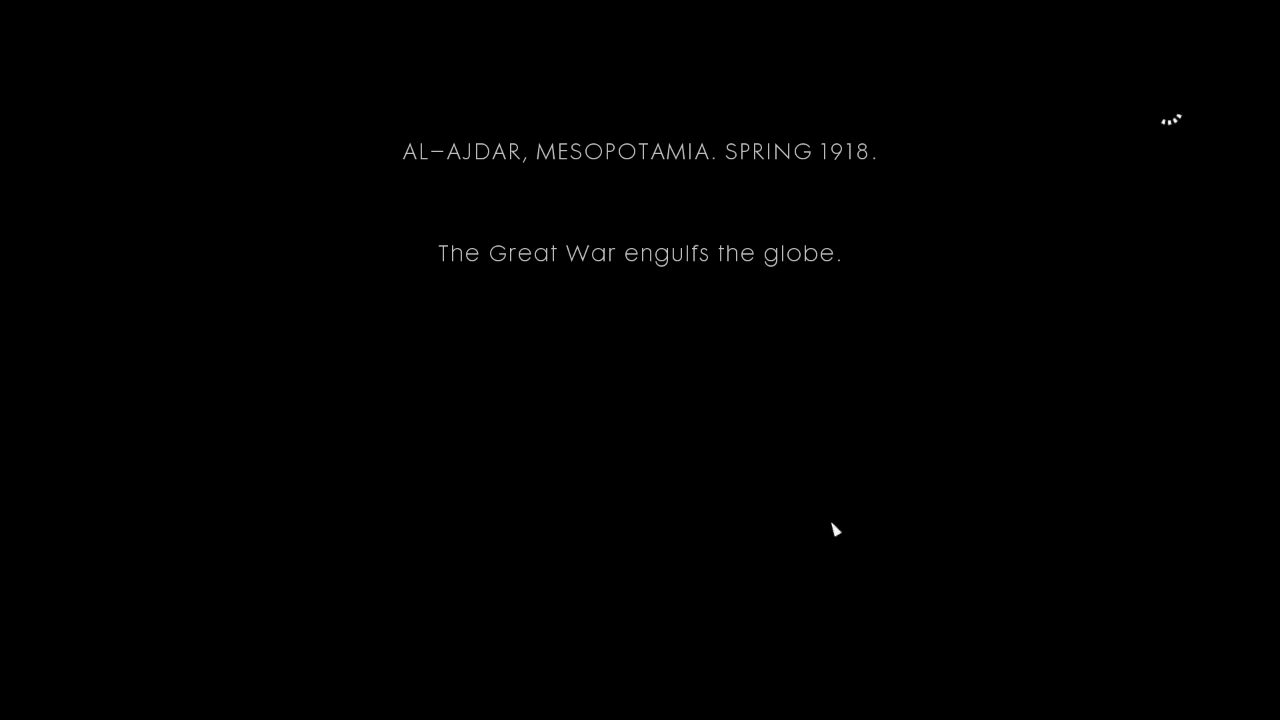 AL-AJDAR, MESOPOTAMIA. SPRING 1918.
The Great War engulfs the globe.